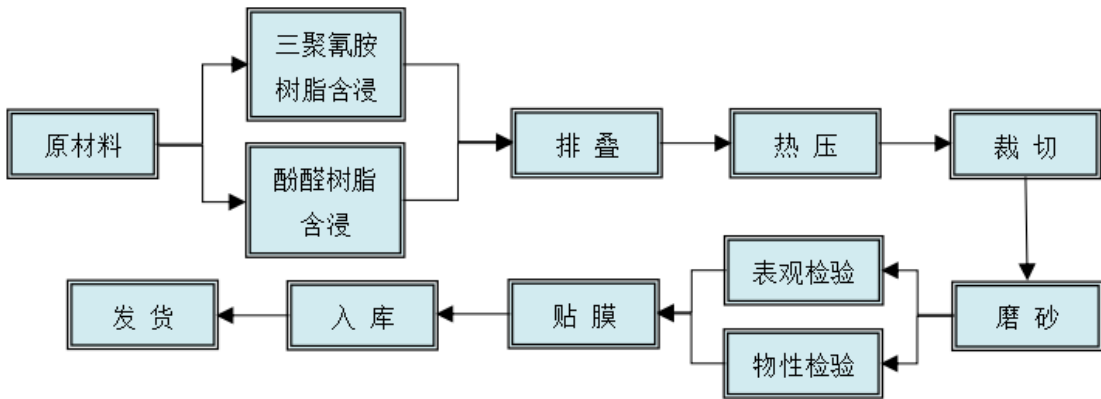 原材料
三聚氰胺
树脂含浸
酚醛树脂
含浸
排 叠
热 压
裁 切
磨 砂
表观检验
物性检验
贴 膜
入 库
发 货